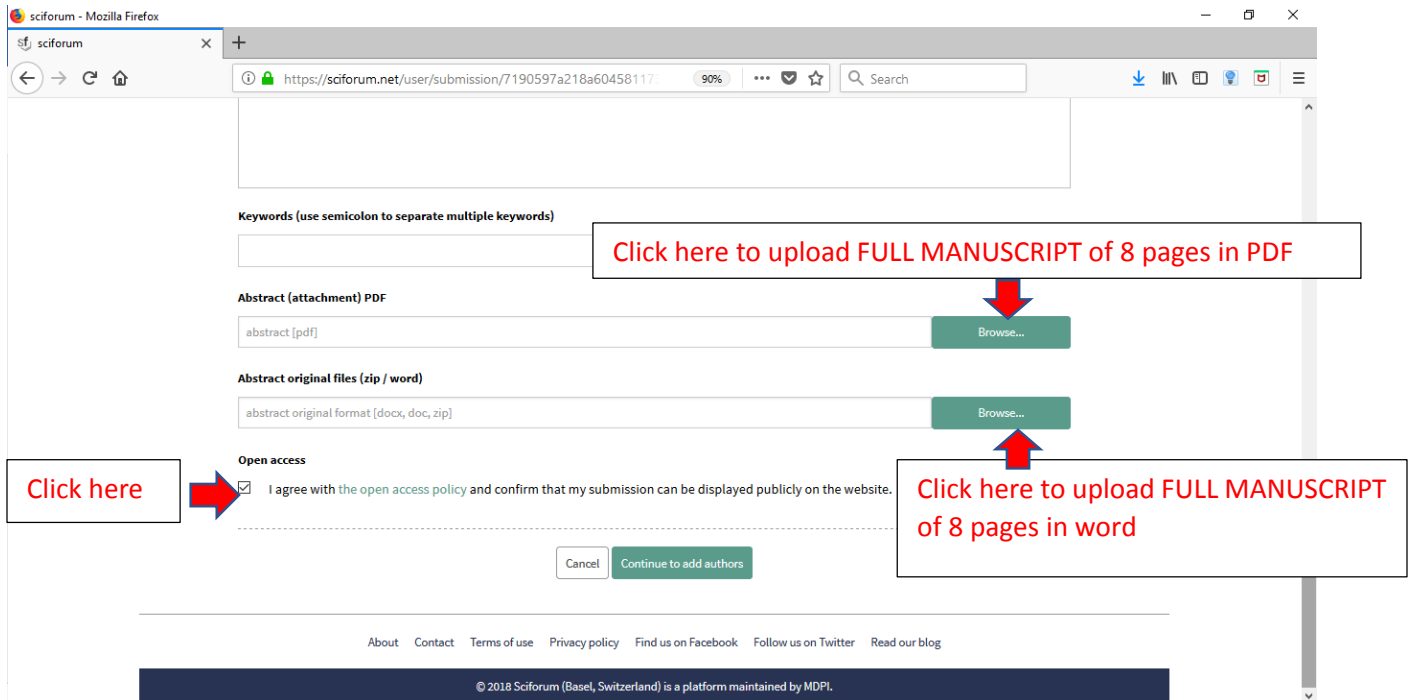 sciforum - Mozilla Firefox
sciforum
https://sciforum.net/user/submission/7190597a218a604581173
90%
Search
Keywords (use semicolon to separate multiple keywords)
Click here to upload FULL MANUSCRIPT of 8 pages in PDF
Abstract (attachment) PDF
abstract [pdf]
Browse...
Abstract original files (zip / word)
abstract original format [docx, doc, zip]
Browse...
Open access
Click here
I agree with the open access policy and confirm that my submission can be displayed publicly on the website.
Click here to upload FULL MANUSCRIPT
of 8 pages in word
Cancel
Continue to add authors
About Contact Terms of use Privacy policy Find us on Facebook Follow us on Twitter Read our blog
© 2018 Sciforum (Basel, Switzerland) is a platform maintained by MDPI.